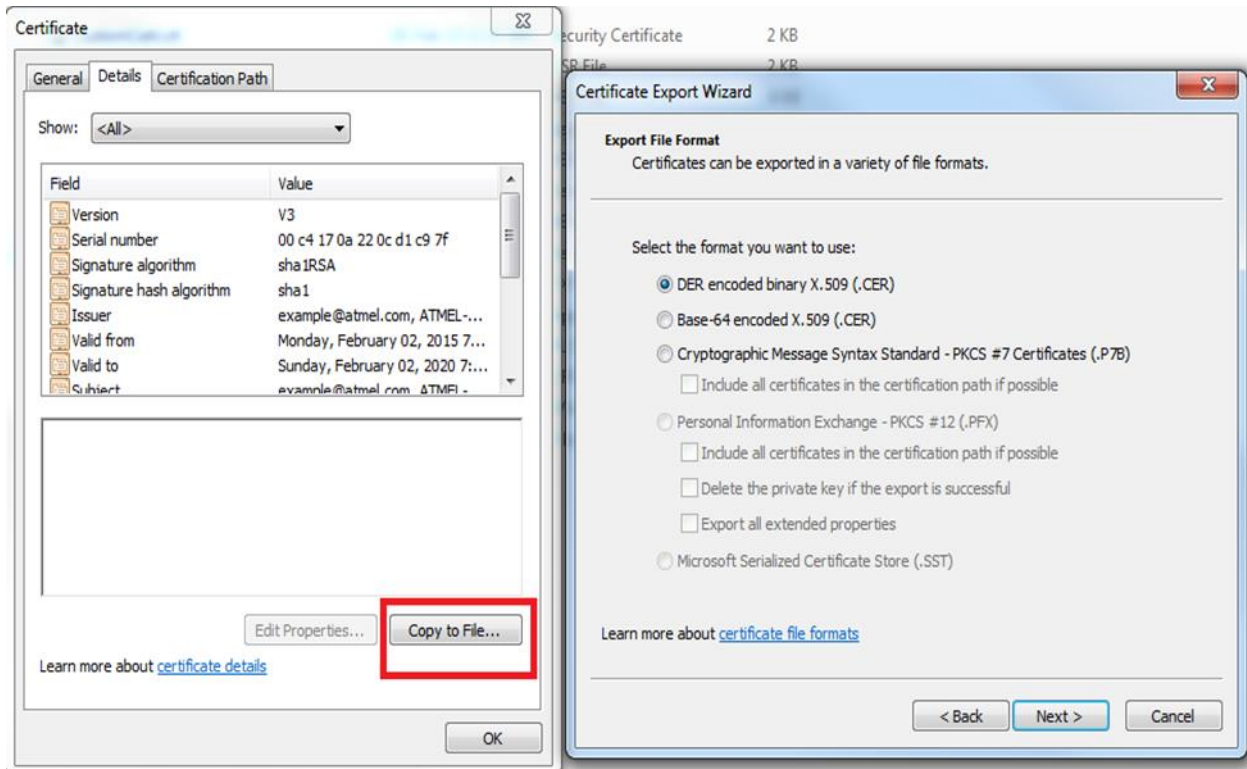 Certificate
General Details Certification Path
Show: <All>
Field Value
Version V3
Serial number 00 c4 17 0a 22 0c d1 c9 7f
Signature algorithm sha1RSA
Signature hash algorithm sha1
Issuer example@atmel.com, ATMEL-...
Valid from Monday, February 02, 2015 7...
Valid to Sunday, February 02, 2020 7:...
Subject example@atmel.com, ATMEL-
Edit Properties... Copy to File...
Learn more about certificate details
OK
ecurity Certificate 2 KB
SR File 2 KB
Certificate Export Wizard
Export File Format
Certificates can be exported in a variety of file formats.
Select the format you want to use:
DER encoded binary X.509 (.CER)
Base-64 encoded X.509 (.CER)
Cryptographic Message Syntax Standard - PKCS #7 Certificates (.P7B)
Include all certificates in the certification path if possible
Personal Information Exchange - PKCS #12 (.PFX)
Include all certificates in the certification path if possible
Delete the private key if the export is successful
Export all extended properties
Microsoft Serialized Certificate Store (.SST)
Learn more about certificate file formats
< Back Next > Cancel